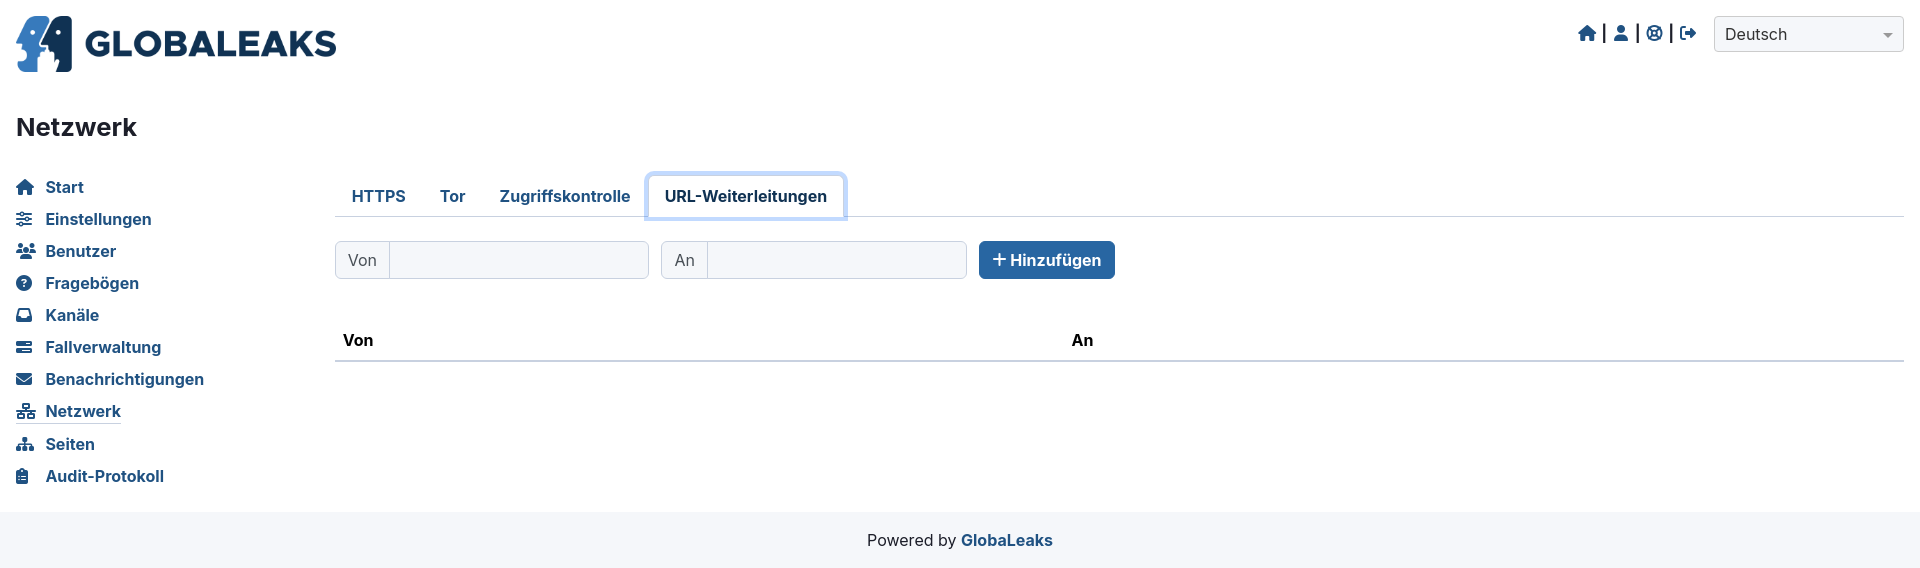 GLOBALEAKS
Deutsch
Netzwerk
Start
Einstellungen
Benutzer
Fragebögen
Kanäle
Fallverwaltung
Benachrichtigungen
Netzwerk
Seiten
Audit-Protokoll
HTTPS Tor Zugriffskontrolle URL-Weiterleitungen
Von An Hinzufügen
Von An
Powered by GlobaLeaks